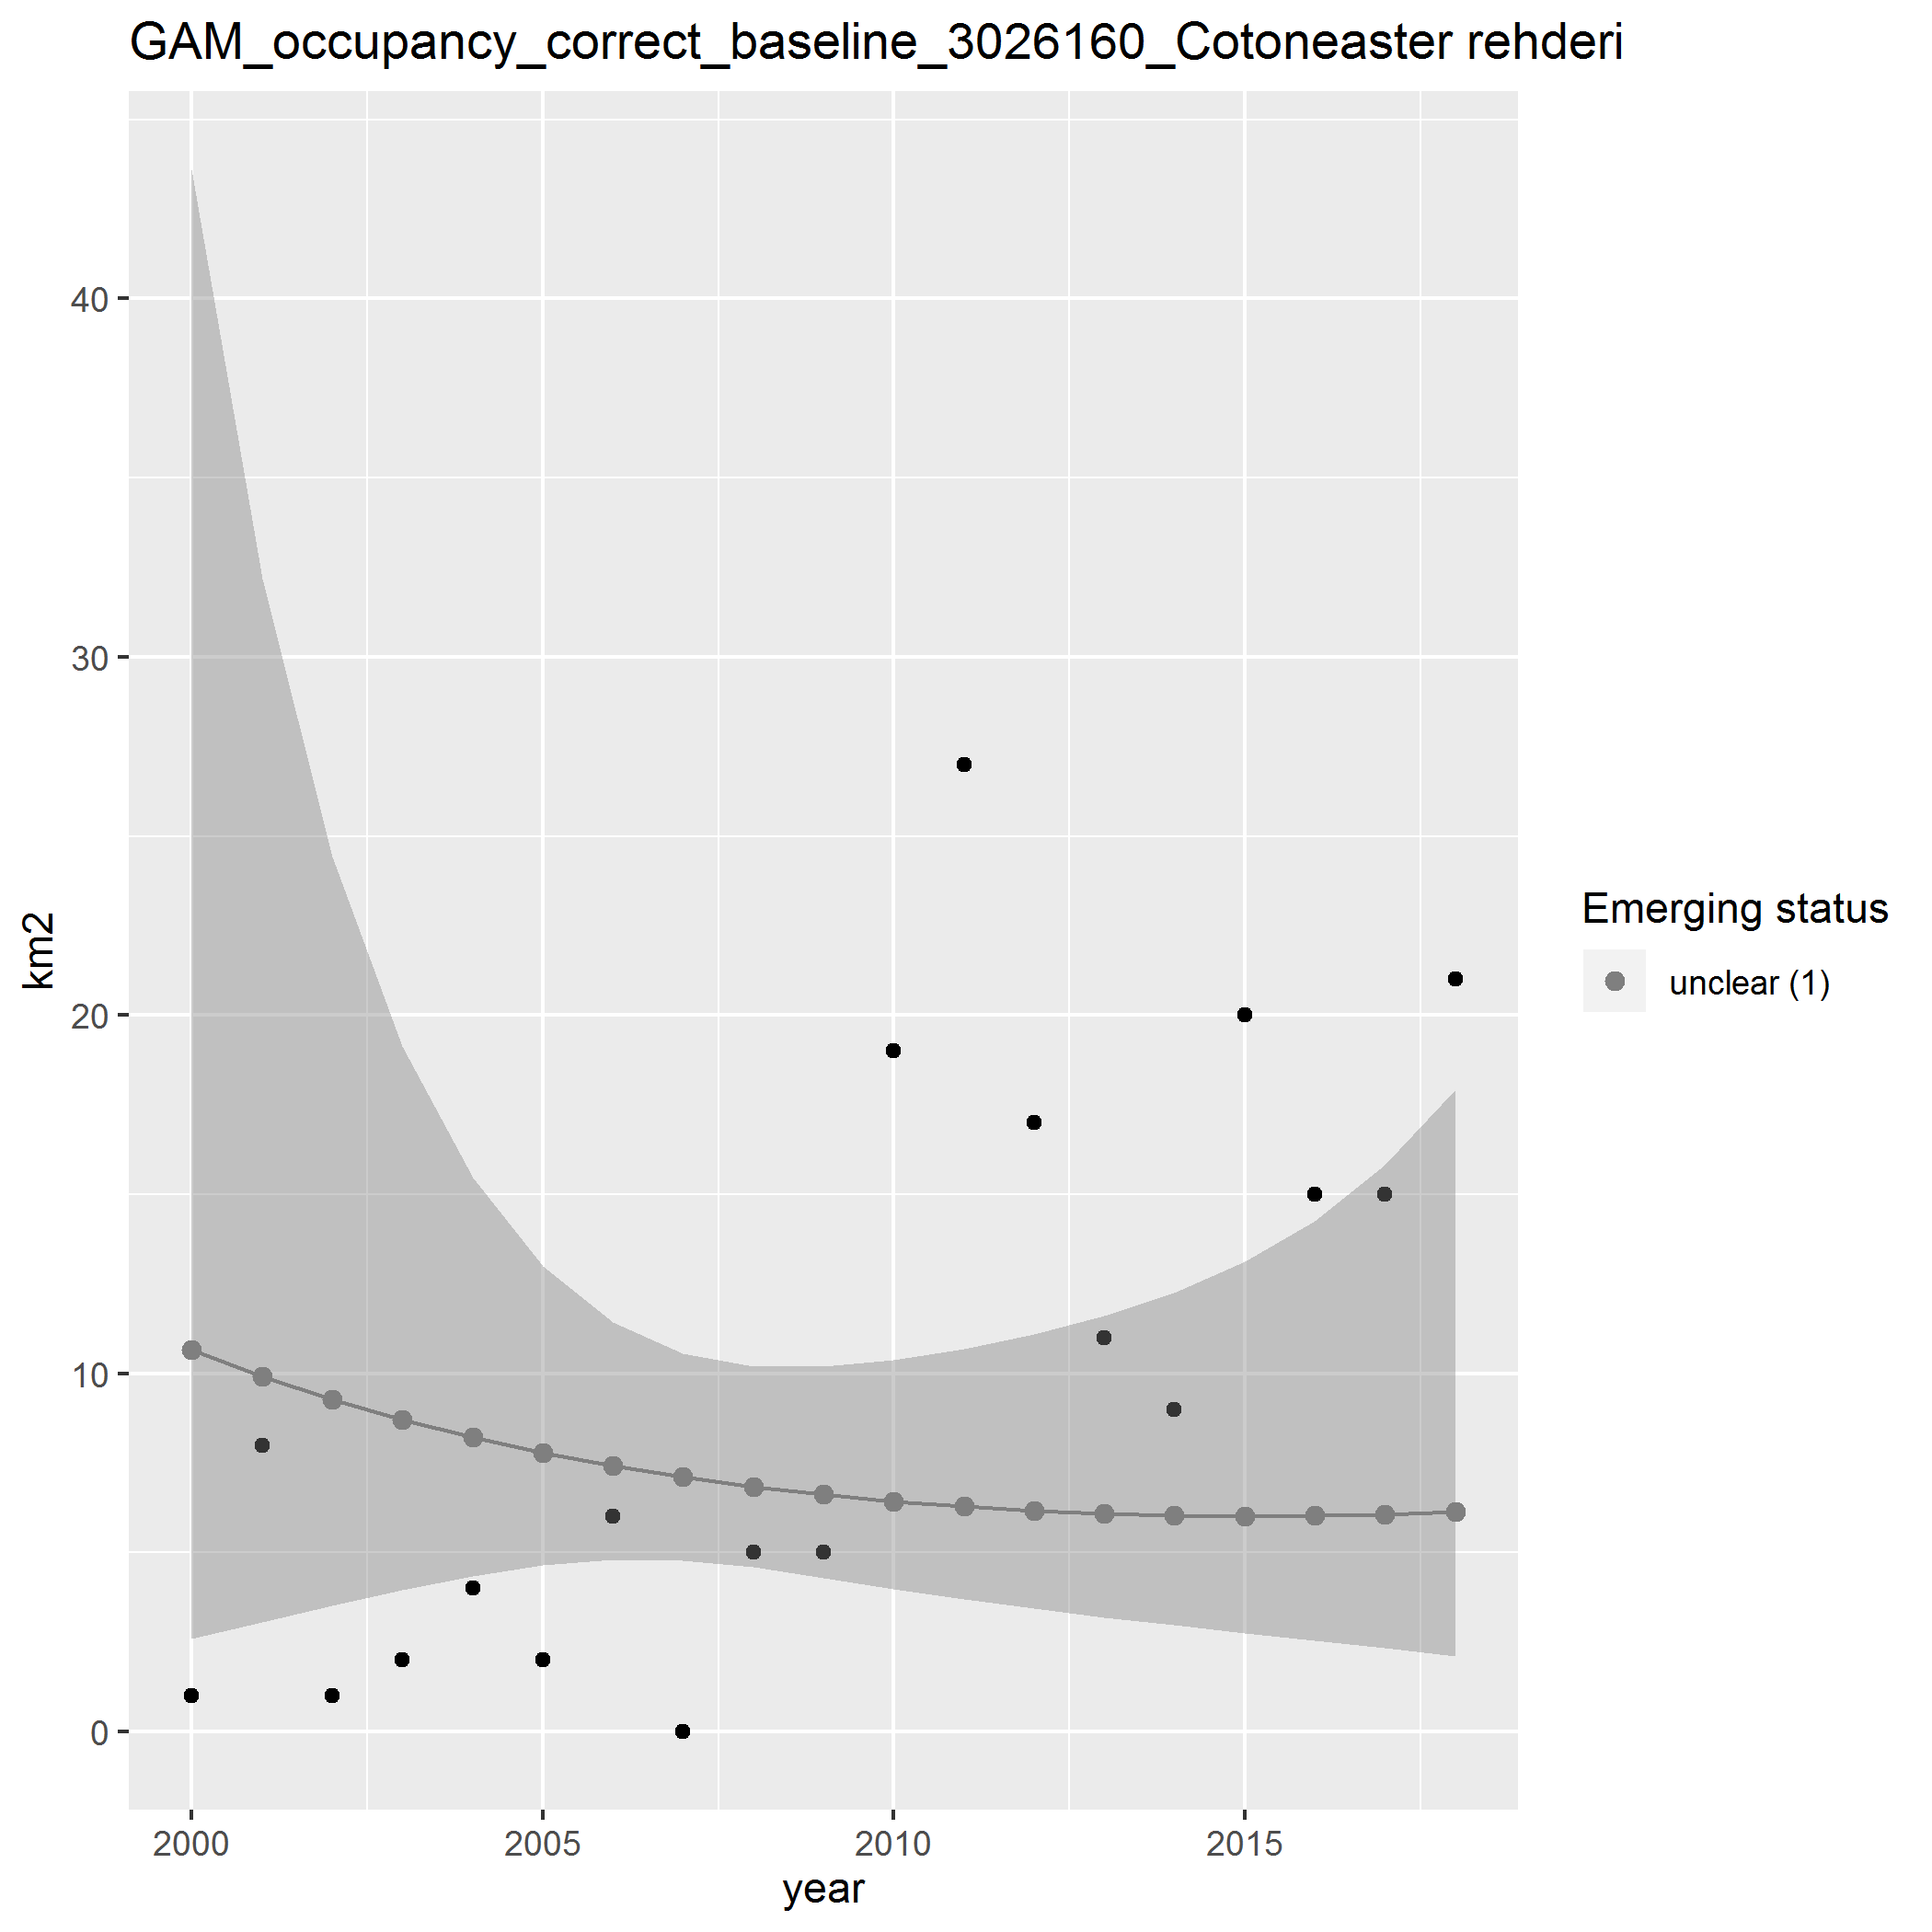 GAM_occupancy_correct_baseline_3026160_Cotoneaster rehderi
40
30
20
10
0
km2
2000 2005 2010 2015
year
Emerging status
unclear (1)